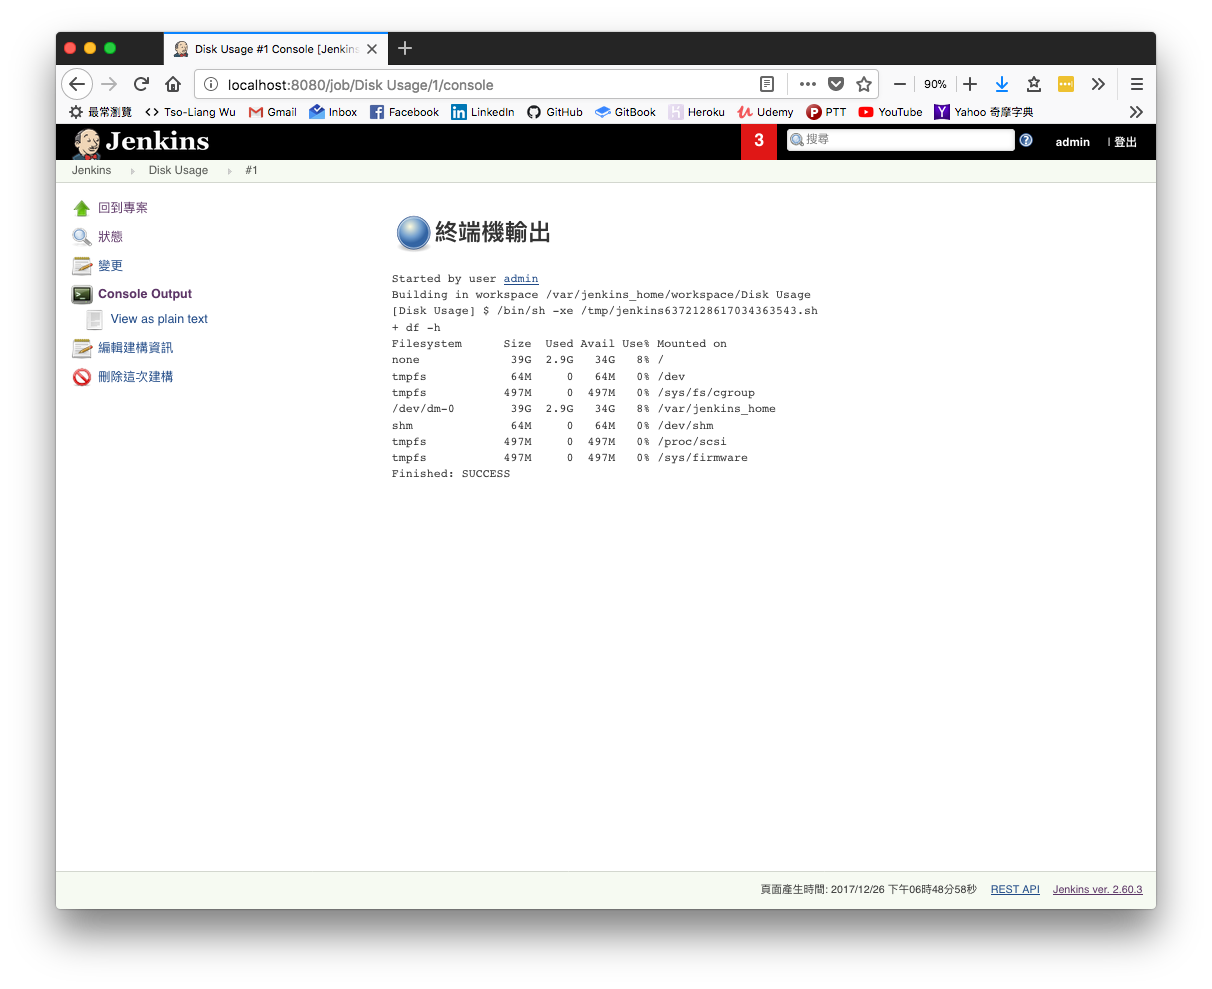 Disk Usage #1 Console [Jenkins
localhost:8080/job/Disk Usage/1/console
90%
最常瀏覽 Tso-Liang Wu Gmail Inbox Facebook LinkedIn GitHub GitBook Heroku Udemy PTT YouTube Yahoo 奇摩字典
Jenkins 3 搜尋 admin | 登出
Jenkins Disk Usage #1
回到專案
狀態
變更
Console Output
View as plain text
編輯建構資訊
刪除這次建構
終端機輸出
Started by user admin
Building in workspace /var/jenkins_home/workspace/Disk Usage
[Disk Usage] $ /bin/sh -xe /tmp/jenkins6372128617034363543.sh
+ df -h
Filesystem      Size  Used Avail Use% Mounted on
none             39G  2.9G   34G   8% /
tmpfs            64M     0   64M   0% /dev
tmpfs           497M     0  497M   0% /sys/fs/cgroup
/dev/dm-0        39G  2.9G   34G   8% /var/jenkins_home
shm              64M     0   64M   0% /dev/shm
tmpfs           497M     0  497M   0% /proc/scsi
tmpfs           497M     0  497M   0% /sys/firmware
Finished: SUCCESS
頁面產生時間: 2017/12/26 下午06時48分58秒 REST API Jenkins ver. 2.60.3